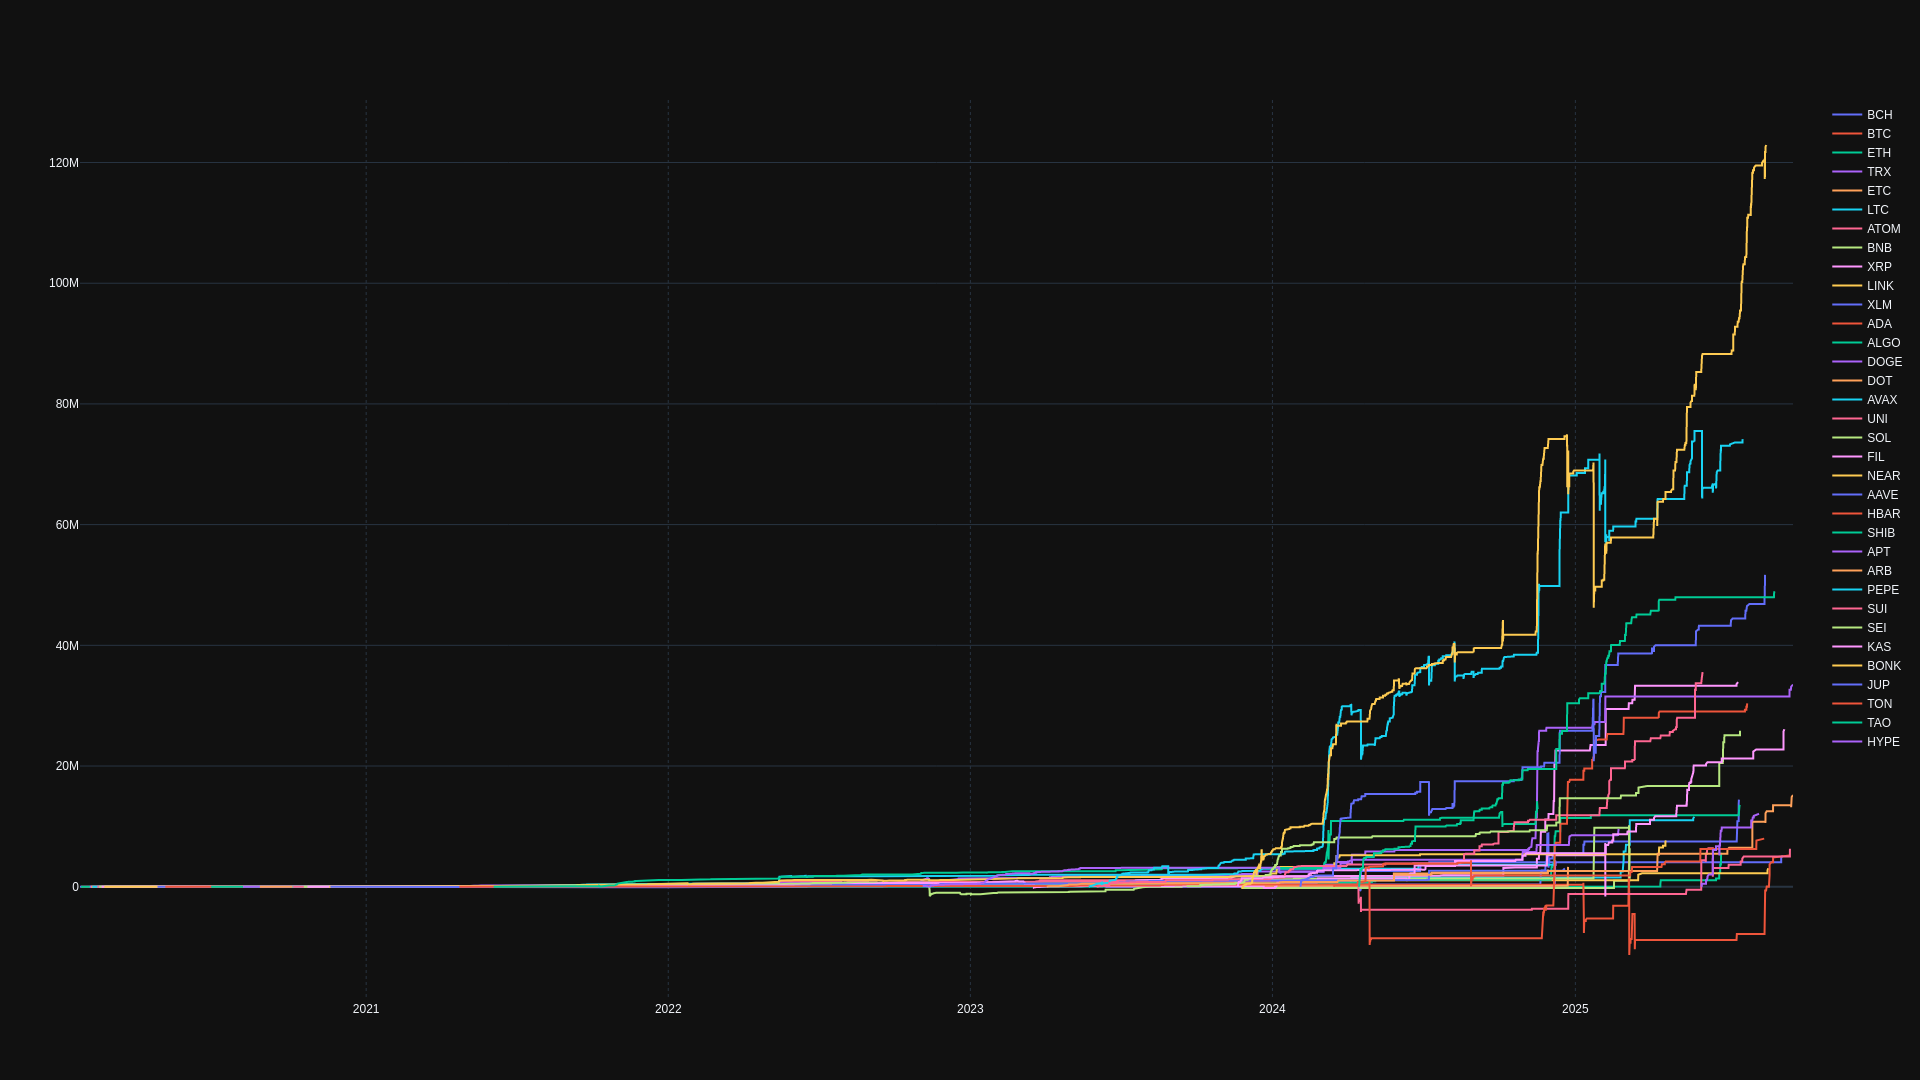 120M
100M
80M
60M
40M
20M
0
2021
2022
2023
2024
2025
BCH
BTC
ETH
TRX
ETC
LTC
ATOM
BNB
XRP
LINK
XLM
ADA
ALGO
DOGE
DOT
AVAX
UNI
SOL
FIL
NEAR
AAVE
HBAR
SHIB
APT
ARB
PEPE
SUI
SEI
KAS
BONK
JUP
TON
TAO
HYPE